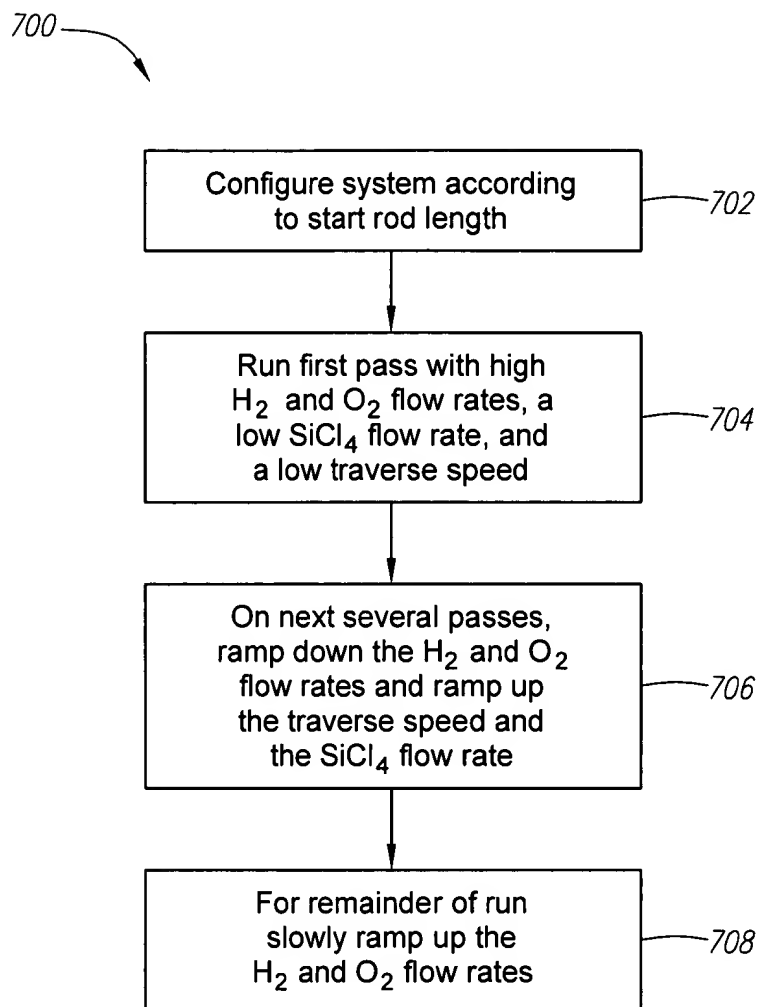 700
Configure system according
to start rod length
702
Run first pass with high
H2 and O2 flow rates, a
low SiCl4 flow rate, and
a low traverse speed
704
On next several passes,
ramp down the H2 and O2
flow rates and ramp up
the traverse speed and
the SiCl4 flow rate
706
For remainder of run
slowly ramp up the
H2 and O2 flow rates
708